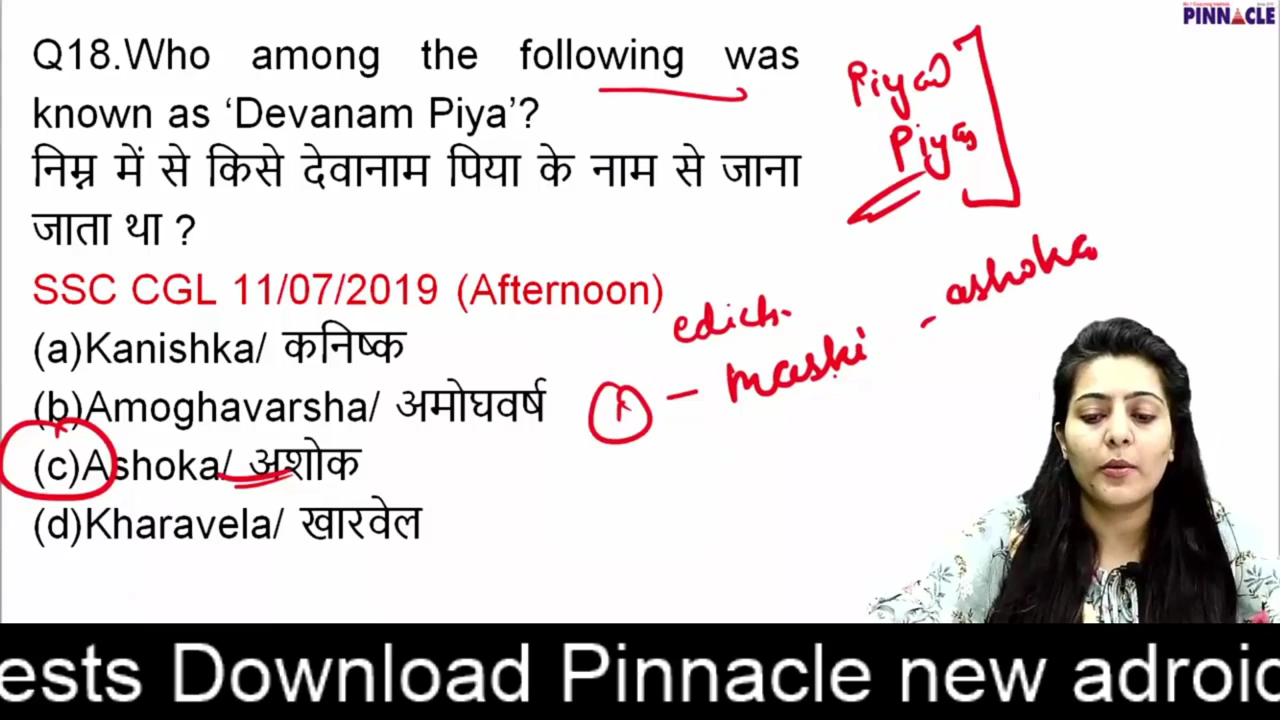 PINNACLE
Q18.Who among the following was
known as ‘Devanam Piya’?
निम्न में से किसे देवानाम पिया के नाम से जाना
जाता था ?
SSC CGL 11/07/2019 (Afternoon)
(a)Kanishka/ कनिष्क
(b)Amoghavarsha/ अमोघवर्ष
(c)Ashoka/ अशोक
(d)Kharavela/ खारवेल
Piya
Piya
edict
- maski - ashoka
ests Download Pinnacle new adroid